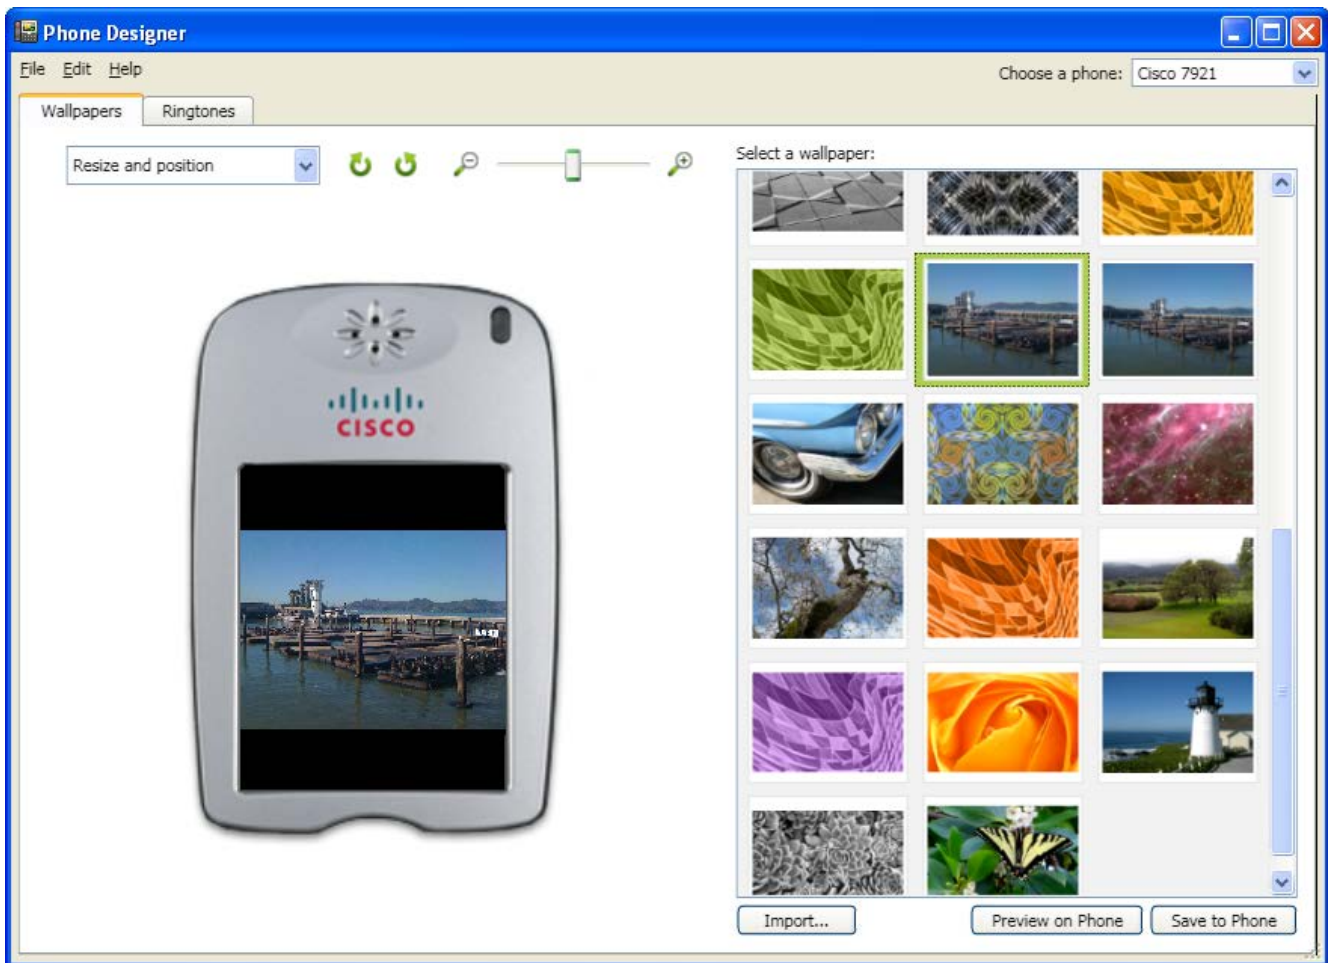 Phone Designer
File Edit Help
Choose a phone: Cisco 7921
Wallpapers Ringtones
Resize and position
Select a wallpaper:
CISCO
Import... Preview on Phone Save to Phone